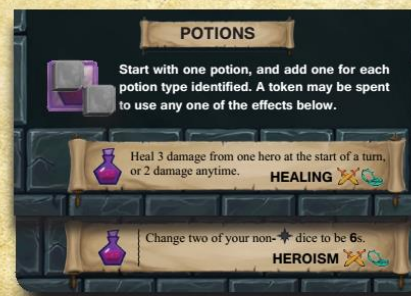 POTIONS
Start with one potion, and add one for each
potion type identified. A token may be spent
to use any one of the effects below.
Heal 3 damage from one hero at the start of a turn,
or 2 damage anytime.
HEALING
Change two of your non- dice to be 6s.
HEROISM